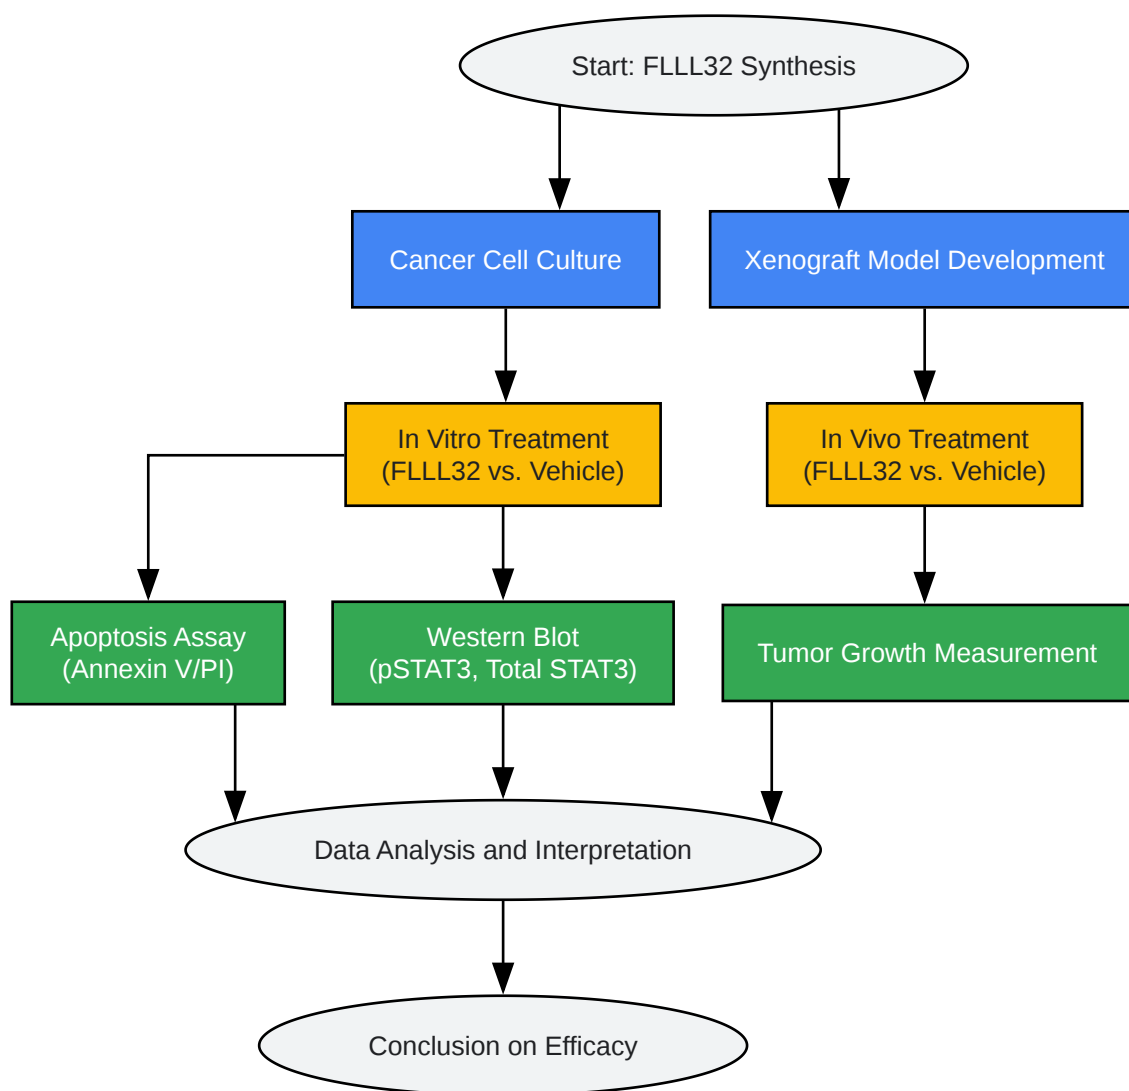 Start: FLLL32 Synthesis
Cancer Cell Culture
Xenograft Model Development
In Vitro Treatment
(FLLL32 vs. Vehicle)
In Vivo Treatment
(FLLL32 vs. Vehicle)
Apoptosis Assay
(Annexin V/PI)
Western Blot
(pSTAT3, Total STAT3)
Tumor Growth Measurement
Data Analysis and Interpretation
Conclusion on Efficacy